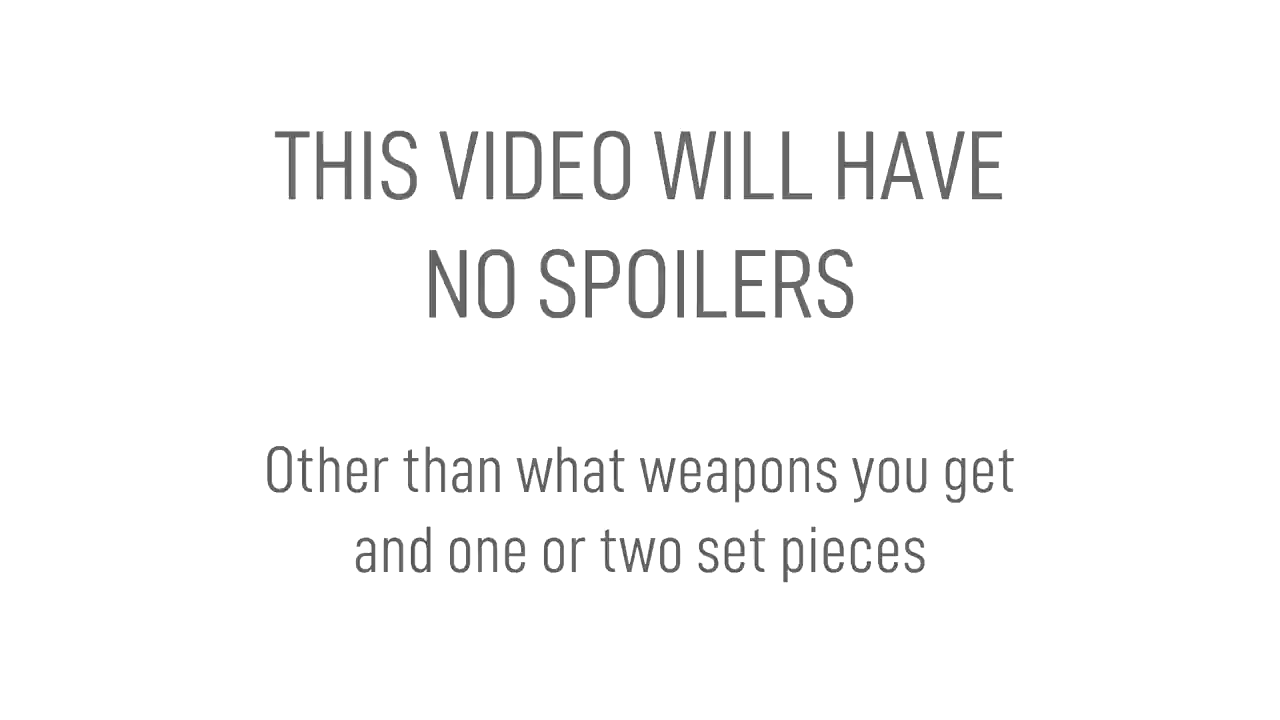 THIS VIDEO WILL HAVE
NO SPOILERS
Other than what weapons you get
and one or two set pieces